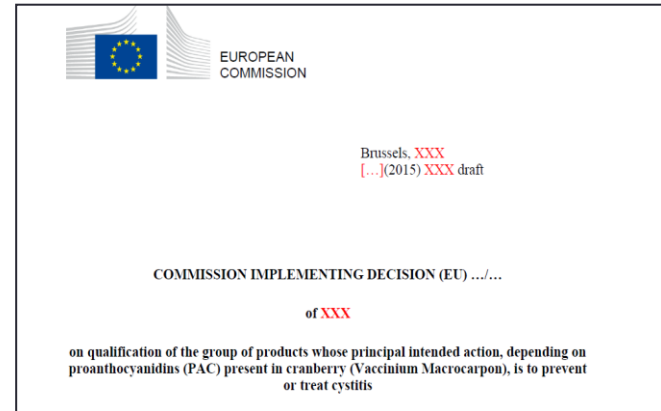 EUROPEAN
COMMISSION
Brussels, XXX
[…](2015) XXX draft
COMMISSION IMPLEMENTING DECISION (EU) …/…
of XXX
on qualification of the group of products whose principal intended action, depending on
proanthocyanidins (PAC) present in cranberry (Vaccinium Macrocarpon), is to prevent
or treat cystitis